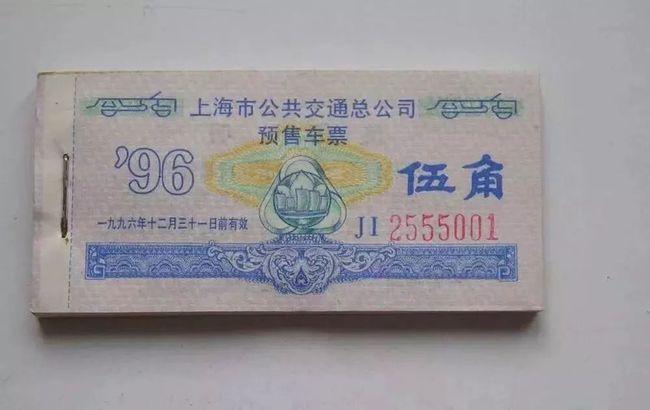 上海市公共交通总公司
预售车票
'96
伍角
一九九六年十二月三十一日前有效
JI 2555001